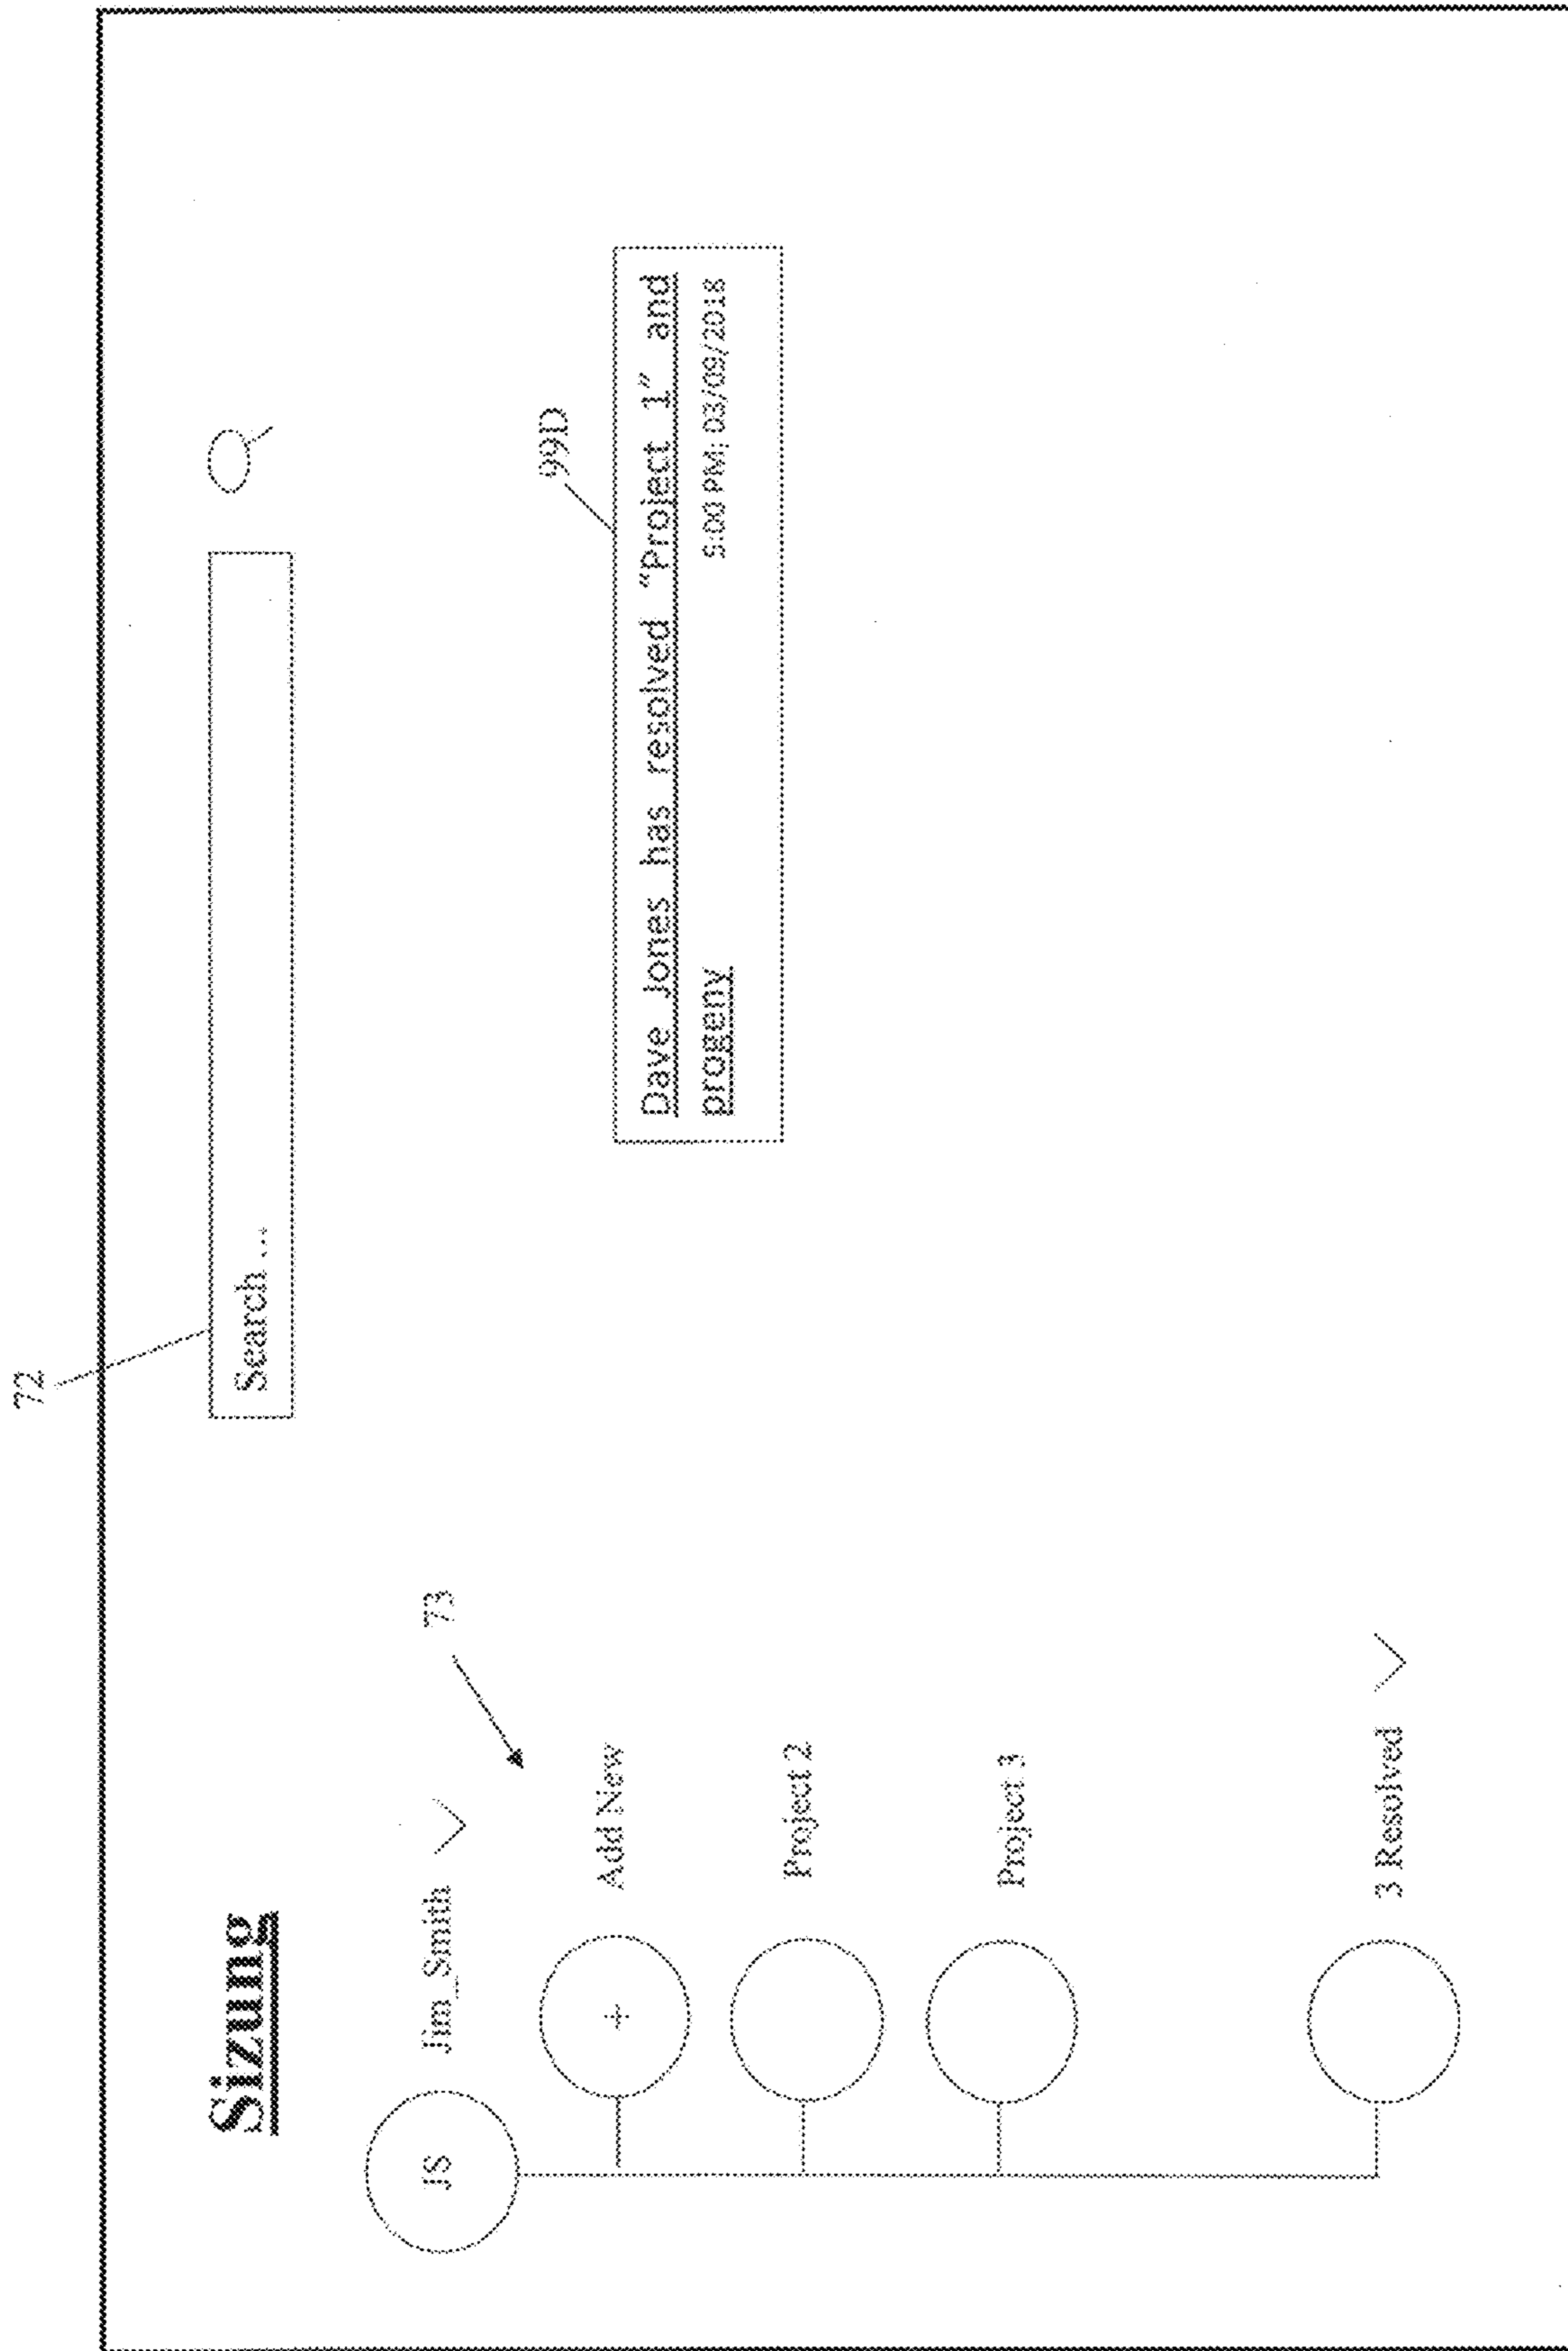 72
Sizung
Search ...
Jim_Smith
JS
73
99D
Add New
+
Dave Jones has resolved "Project 1" and
progeny 5:00 PM; 03/09/2018
Project 2
Project 3
3 Resolved